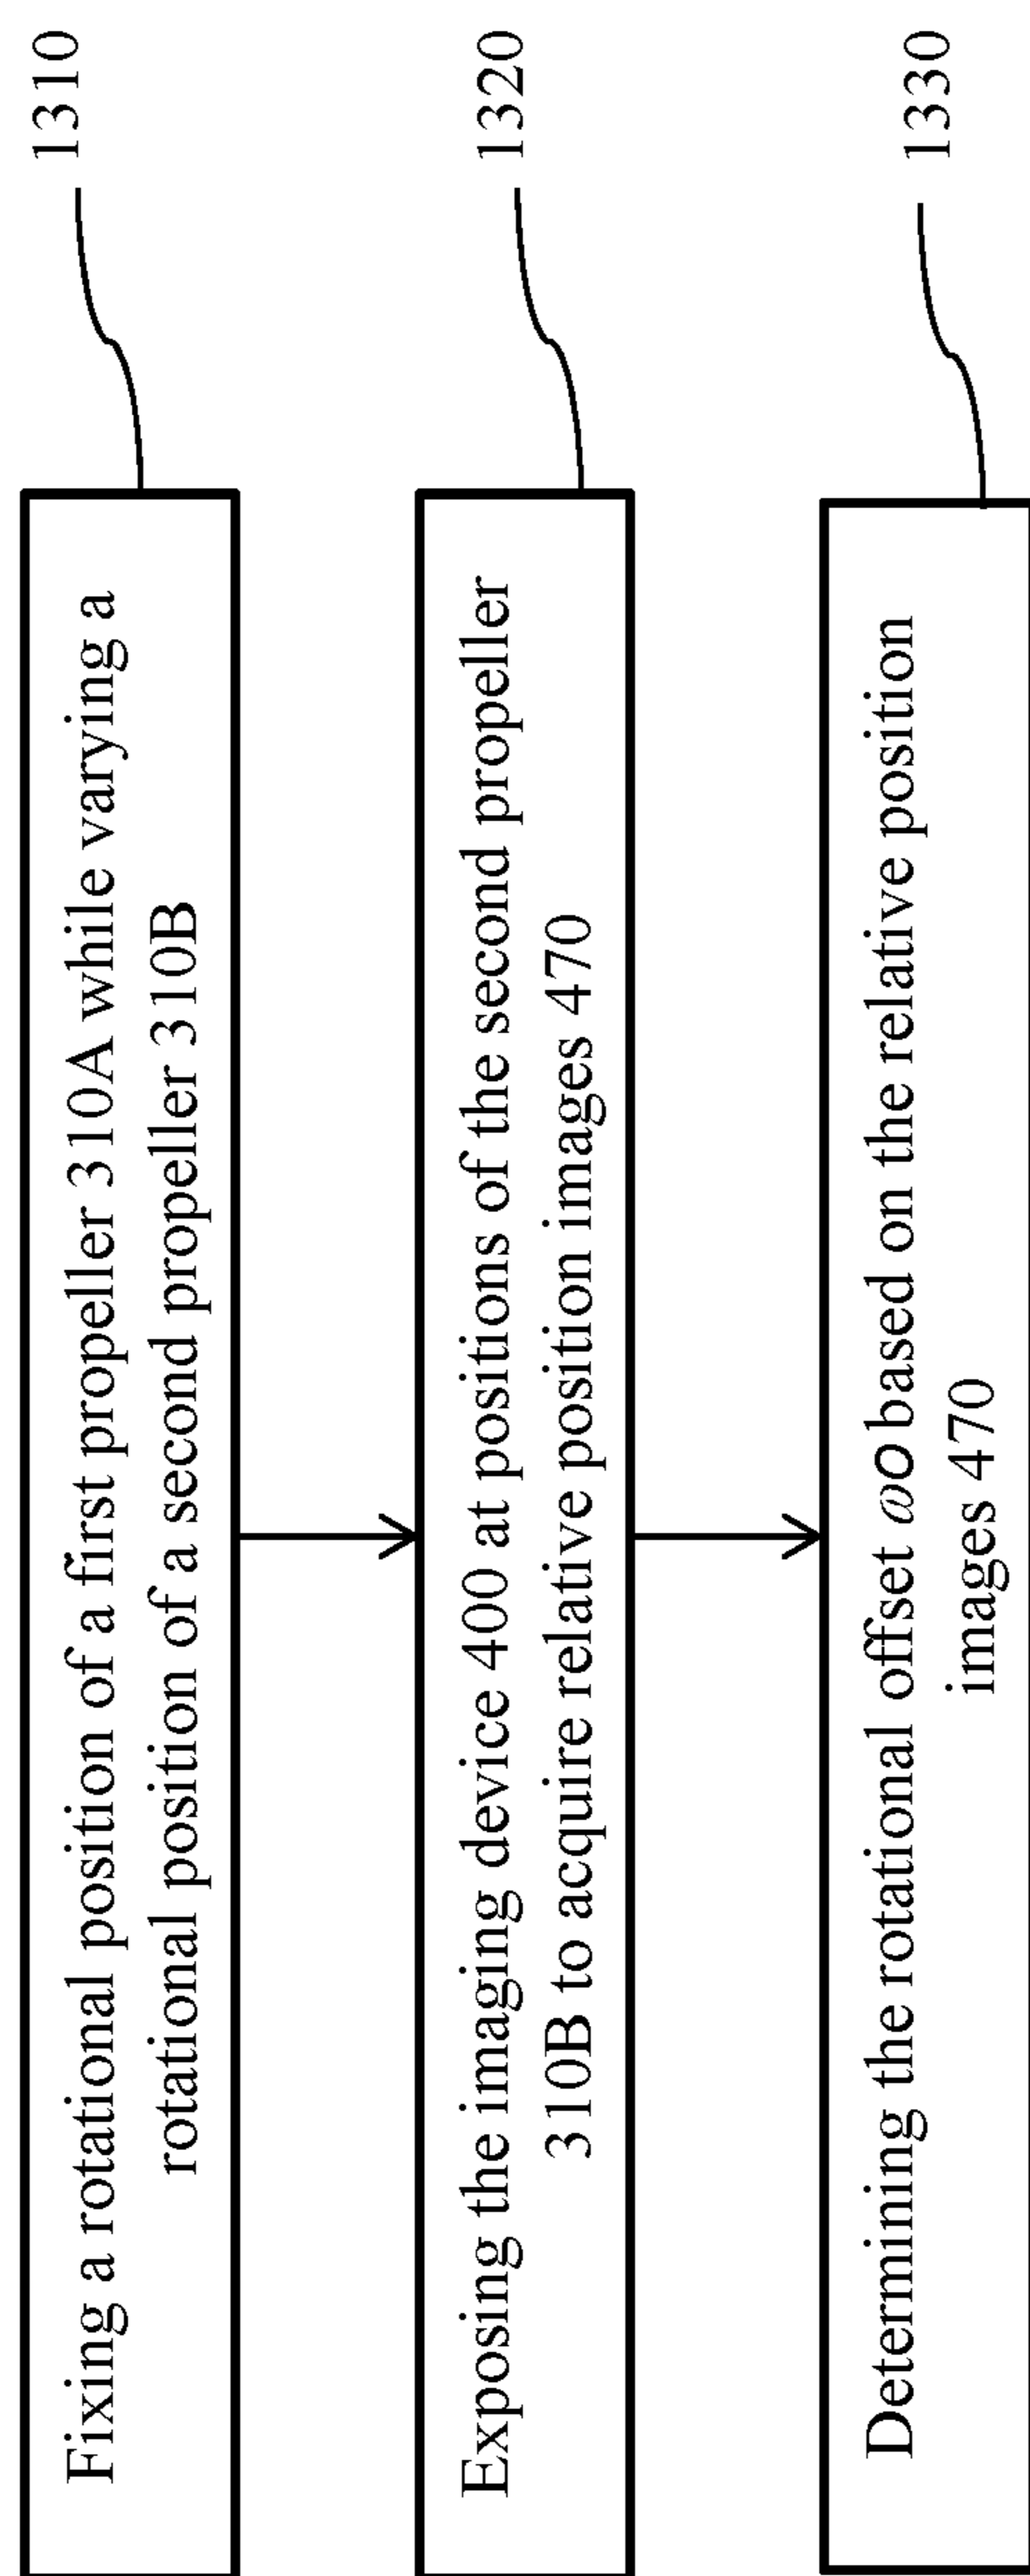 Fixing a rotational position of a first propeller 310A while varying a
rotational position of a second propeller 310B
1310
Exposing the imaging device 400 at positions of the second propeller
310B to acquire relative position images 470
1320
Determining the rotational offset ωO based on the relative position
images 470
1330